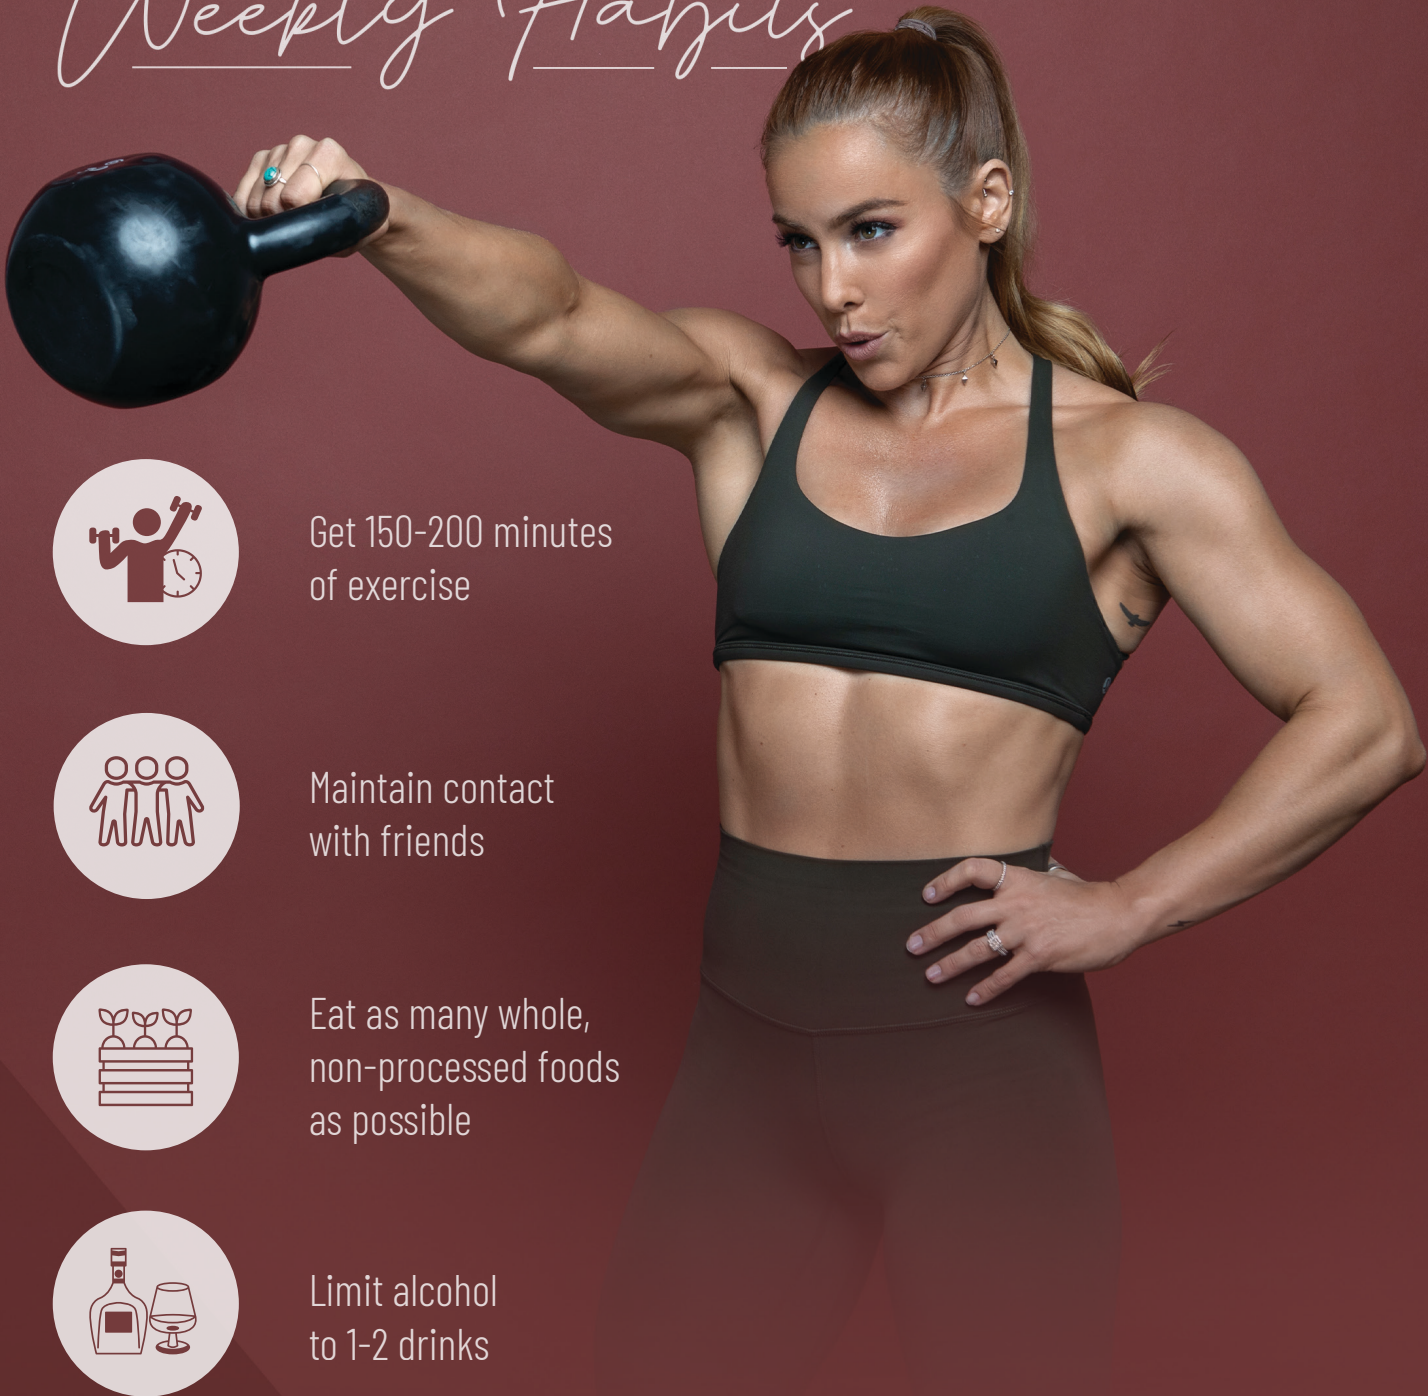 Weekly Habits
Get 150-200 minutes
of exercise
Maintain contact
with friends
Eat as many whole,
non-processed foods
as possible
Limit alcohol
to 1-2 drinks